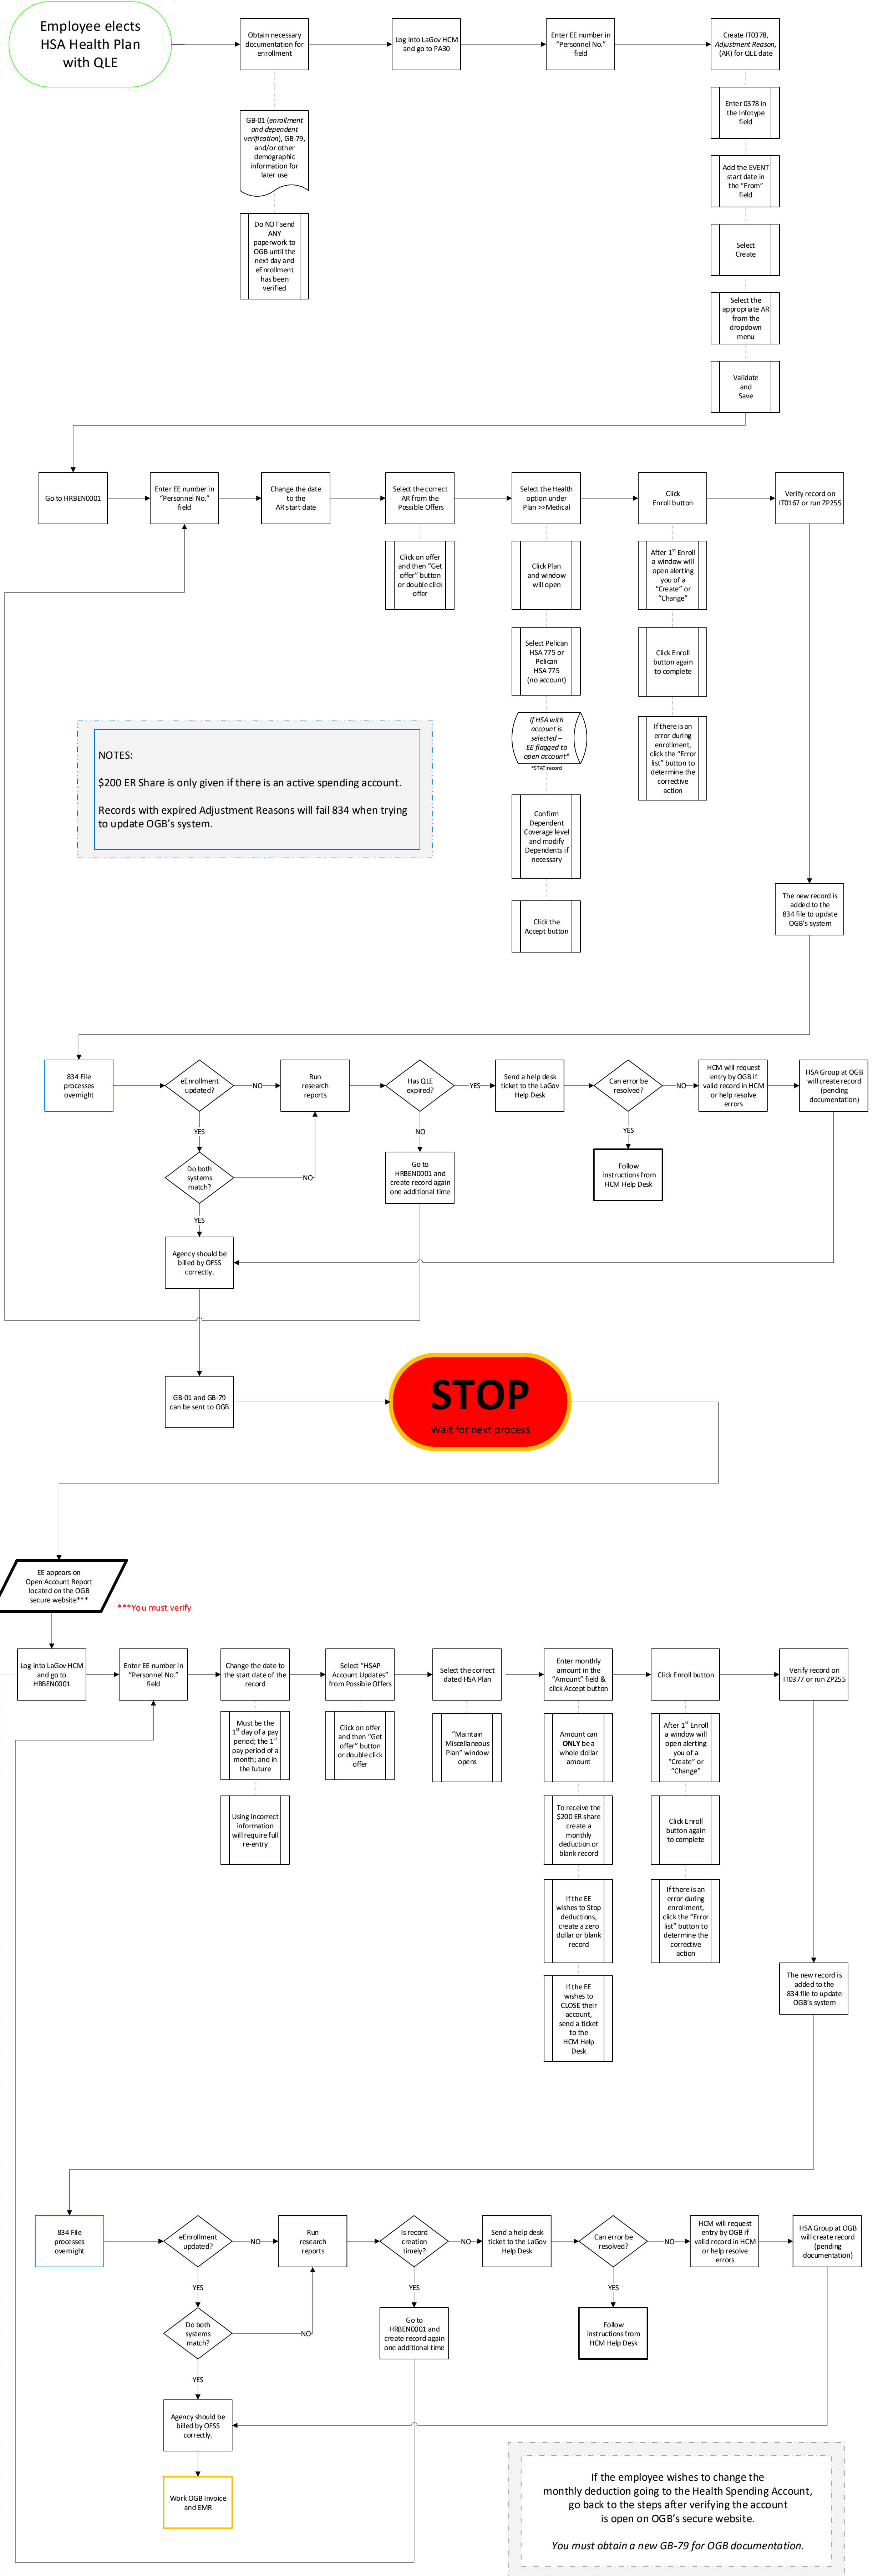 Employee elects
HSA Health Plan
with QLE
Obtain necessary
documentation for
enrollment
Log into LaGov HCM
and go to PA30
Enter EE number in
"Personnel No."
field
Create IT0378,
Adjustment Reason,
(AR) for QLE date
GB-01 (enrollment
and dependent
verification), GB-79,
and/or other
demographic
information for
later use
Do NOT send
ANY
paperwork to
OGB until the
next day and
eEnrollment
has been
verified
Enter 0378 in
the Infotype
field
Add the EVENT
start date in
the "From"
field
Select
Create
Select the
appropriate AR
from the
dropdown
menu
Validate
and
Save
Go to HRBEN0001
Enter EE number in
"Personnel No."
field
Change the date
to the
AR start date
Select the correct
AR from the
Possible Offers
Select the Health
option under
Plan >>Medical
Click
Enroll button
Verify record on
IT0167 or run ZP255
Click on offer
and then "Get
offer" button
or double click
offer
Click Plan
and window
will open
Select Pelican
HSA 775 or
Pelican
HSA 775
(no account)
If HSA with
account is
selected –
EE flagged to
open account*
*STAT record
Confirm
Dependent
Coverage level
and modify
Dependents if
necessary
Click the
Accept button
After 1st Enroll
a window will
open alerting
you of a
"Create" or
"Change"
Click Enroll
button again
to complete
If there is an
error during
enrollment,
click the "Error
list" button to
determine the
corrective
action
NOTES:
$200 ER Share is only given if there is an active spending account.
Records with expired Adjustment Reasons will fail 834 when trying
to update OGB's system.
The new record is
added to the
834 file to update
OGB's system
834 File
processes
overnight
eEnrollment
updated?
NO
Run
research
reports
Has QLE
expired?
YES
Send a help desk
ticket to the LaGov
Help Desk
Can error be
resolved?
NO
HCM will request
entry by OGB if
valid record in HCM
or help resolve
errors
HSA Group at OGB
will create record
(pending
documentation)
YES
NO
YES
Do both
systems
match?
NO
Go to
HRBEN0001 and
create record again
one additional time
Follow
instructions from
HCM Help Desk
YES
Agency should be
billed by OFSS
correctly.
GB-01 and GB-79
can be sent to OGB
STOP
Wait for next process
EE appears on
Open Account Report
located on the OGB
secure website***
***You must verify
Log into LaGov HCM
and go to
HRBEN0001
Enter EE number in
"Personnel No."
field
Change the date to
the start date of the
record
Select "HSAP
Account Updates"
from Possible Offers
Select the correct
dated HSA Plan
Enter monthly
amount in the
"Amount" field &
click Accept button
Click Enroll button
Verify record on
IT0377 or run ZP255
Must be the
1st day of a pay
period; the 1st
pay period of a
month; and in
the future
Using incorrect
information
will require full
re-entry
Click on offer
and then "Get
offer" button
or double click
offer
"Maintain
Miscellaneous
Plan" window
opens
Amount can
ONLY be a
whole dollar
amount
To receive the
$200 ER share
create a
monthly
deduction or
blank record
If the EE
wishes to Stop
deductions,
create a zero
dollar or blank
record
If the EE
wishes to
CLOSE their
account,
send a ticket
to the
HCM Help
Desk
After 1st Enroll
a window will
open alerting
you of a
"Create" or
"Change"
Click Enroll
button again
to complete
If there is an
error during
enrollment,
click the "Error
list" button to
determine the
corrective
action
The new record is
added to the
834 file to update
OGB's system
834 File
processes
overnight
eEnrollment
updated?
NO
Run
research
reports
Is record
creation
timely?
NO
Send a help desk
ticket to the LaGov
Help Desk
Can error be
resolved?
NO
HCM will request
entry by OGB if
valid record in HCM
or help resolve
errors
HSA Group at OGB
will create record
(pending
documentation)
YES
YES
YES
Do both
systems
match?
NO
Go to
HRBEN0001 and
create record again
one additional time
Follow
instructions from
HCM Help Desk
YES
Agency should be
billed by OFSS
correctly.
Work OGB Invoice
and EMR
If the employee wishes to change the
monthly deduction going to the Health Spending Account,
go back to the steps after verifying the account
is open on OGB's secure website.
You must obtain a new GB-79 for OGB documentation.